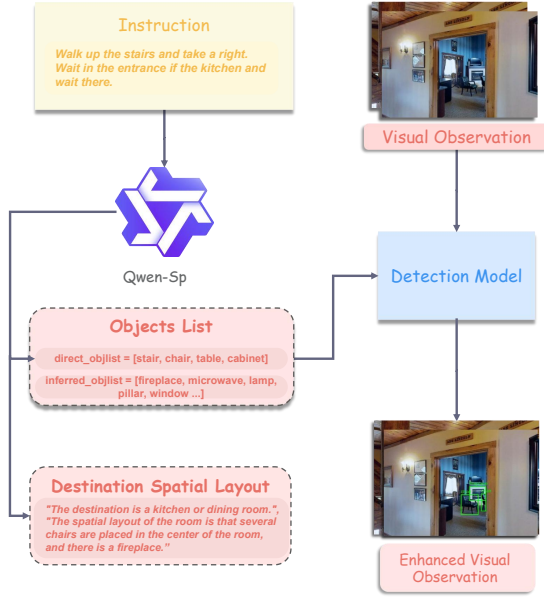 Instruction
Walk up the stairs and take a right.
Wait in the entrance if the kitchen and
wait there.
Visual Observation
Qwen-Sp
Detection Model
Objects List
direct_objlist = [stair, chair, table, cabinet]
inferred_objlist = [fireplace, microwave, lamp,
pillar, window ...]
Destination Spatial Layout
"The destination is a kitchen or dining room.",
"The spatial layout of the room is that several
chairs are placed in the center of the room,
and there is a fireplace."
Enhanced Visual
Observation